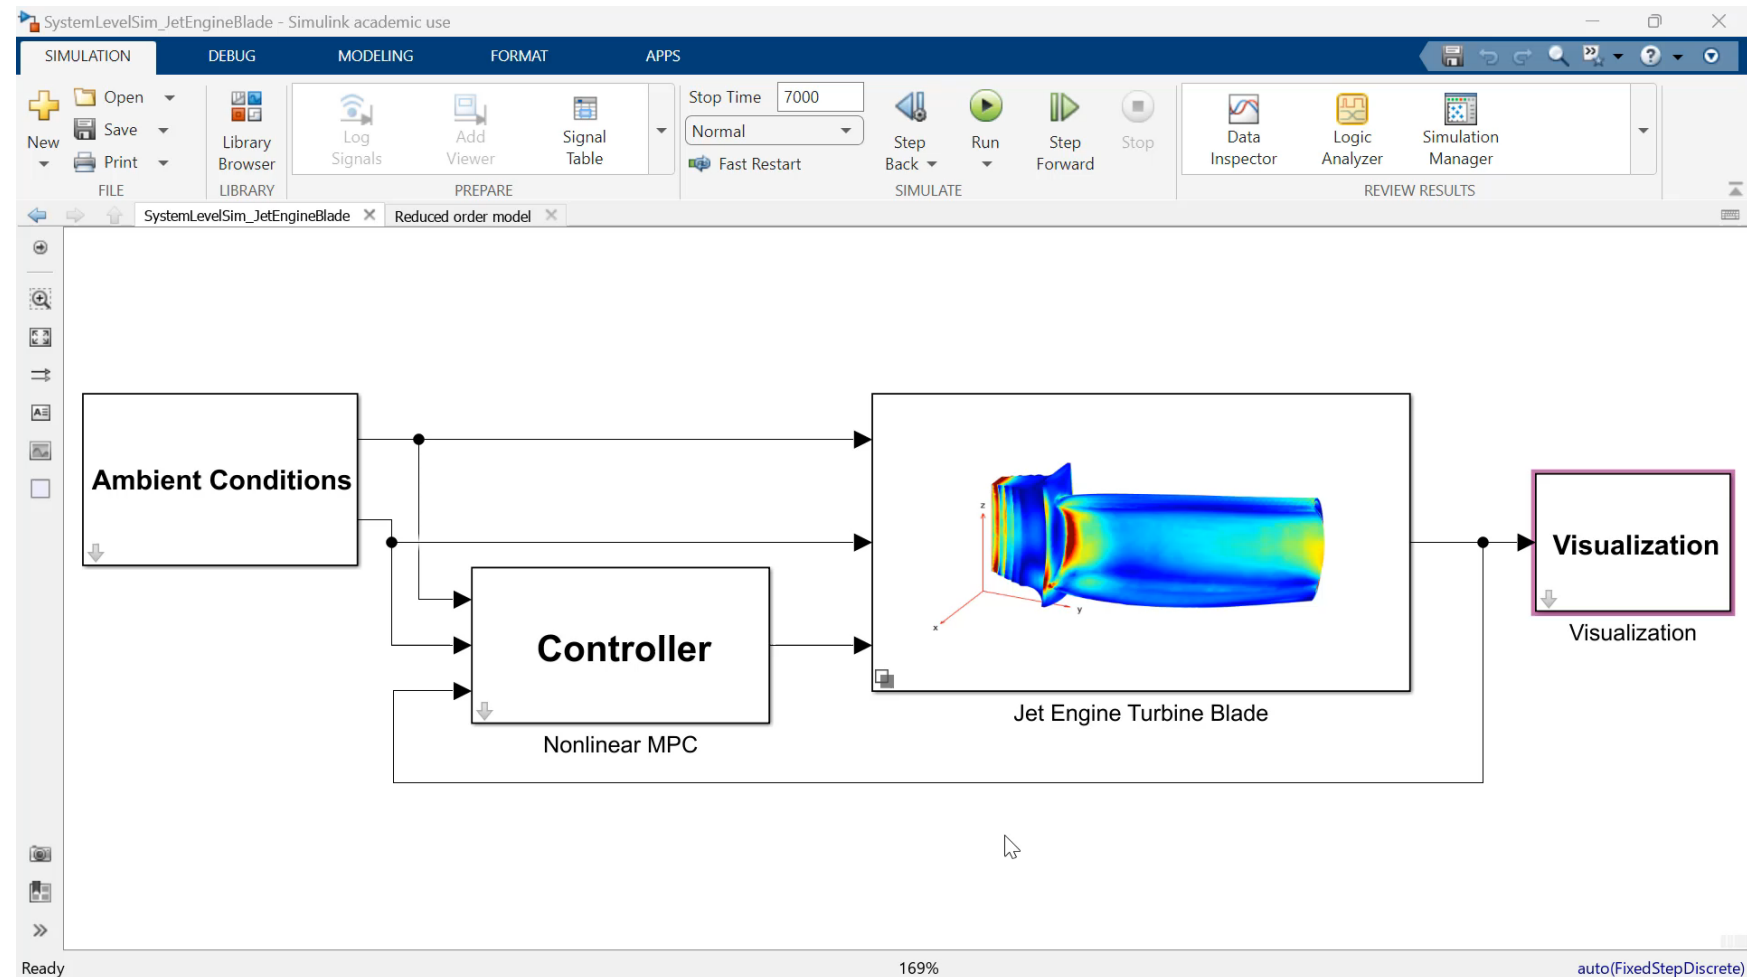 SystemLevelSim_JetEngineBlade - Simulink academic use
SIMULATION
DEBUG
MODELING
FORMAT
APPS
New
Open
Save
Print
FILE
Library
Browser
LIBRARY
Log
Signals
Add
Viewer
Signal
Table
PREPARE
Stop Time 7000
Normal
Fast Restart
Step
Back
Run
Step
Forward
Stop
SIMULATE
Data
Inspector
Logic
Analyzer
Simulation
Manager
REVIEW RESULTS
SystemLevelSim_JetEngineBlade
Reduced order model
Ambient Conditions
Controller
Nonlinear MPC
z
y
x
Jet Engine Turbine Blade
Visualization
Visualization
Ready
169%
auto(FixedStepDiscrete)